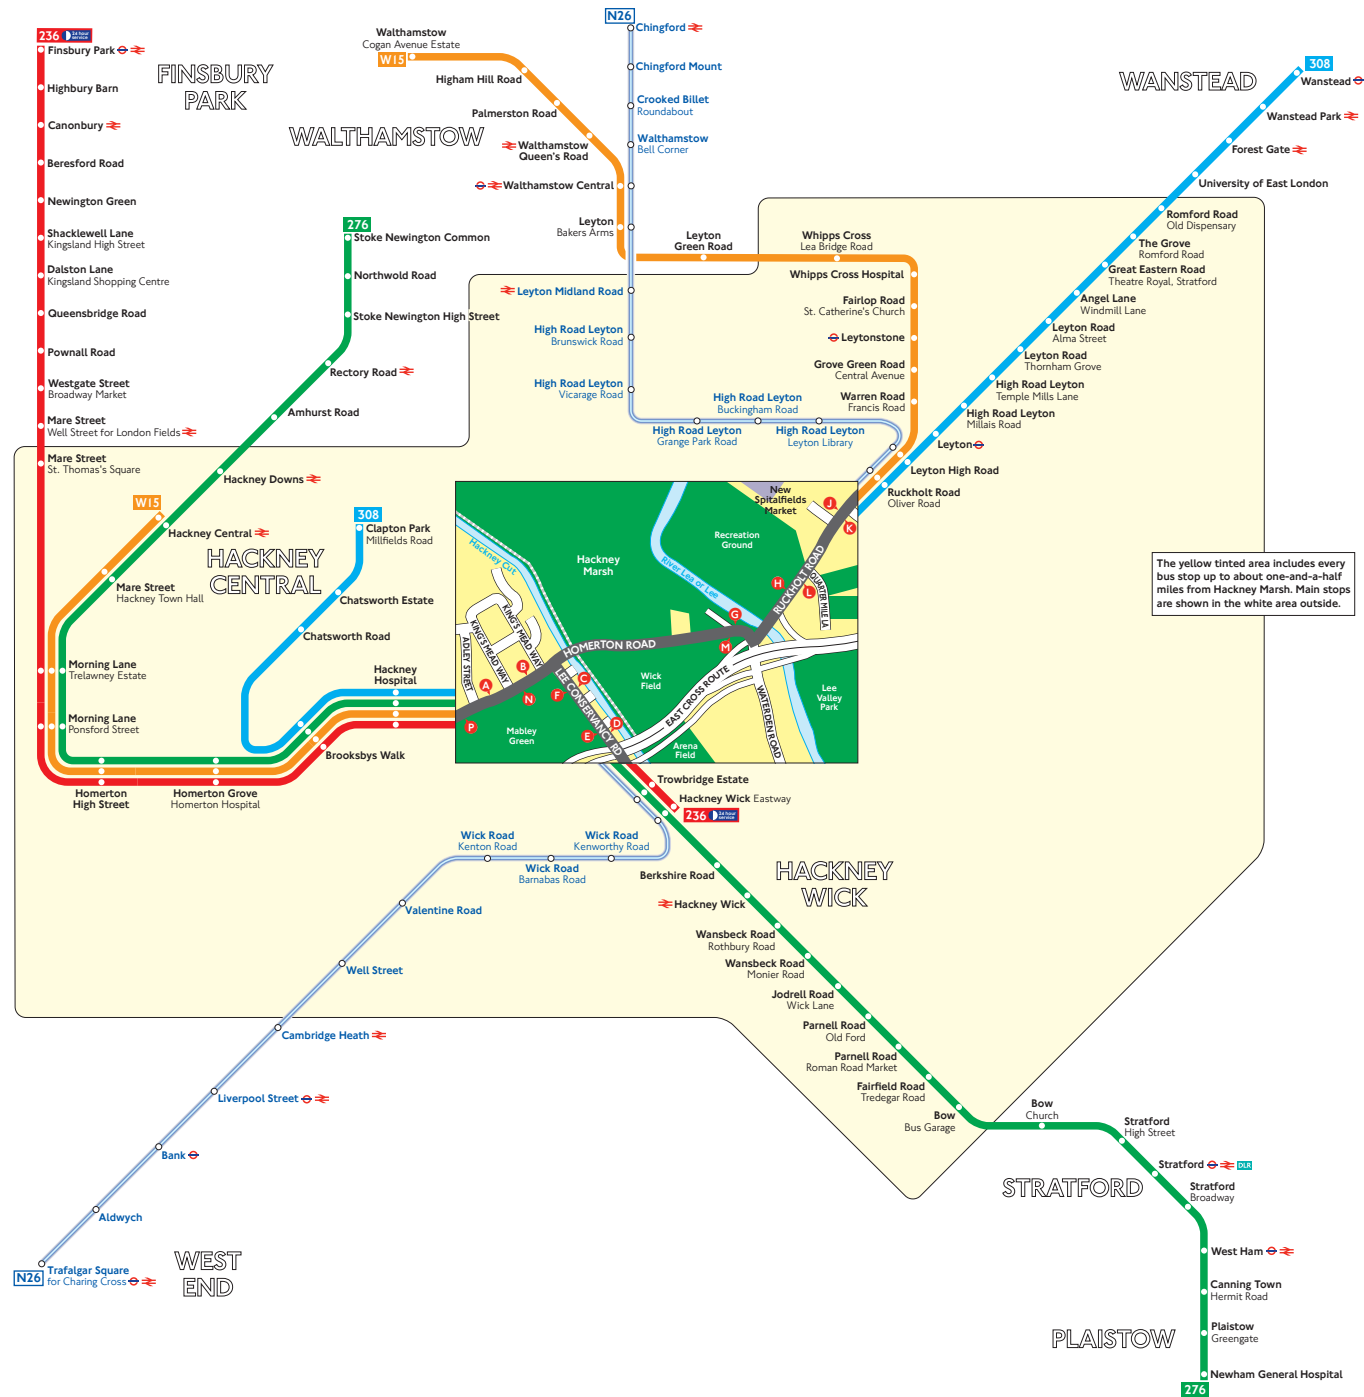 236 24 hour service
Finsbury Park
Highbury Barn
Canonbury
Beresford Road
Newington Green
Shacklewell Lane
Kingsland High Street
Dalston Lane
Kingsland Shopping Centre
Queensbridge Road
Pownall Road
Westgate Street
Broadway Market
Mare Street
Well Street for London Fields
Mare Street
St. Thomas's Square
FINSBURY
PARK
276
Stoke Newington Common
Northwold Road
Stoke Newington High Street
Rectory Road
Amhurst Road
Hackney Downs
Hackney Central
Mare Street
Hackney Town Hall
W15
HACKNEY
CENTRAL
308
Clapton Park
Millfields Road
Chatsworth Estate
Chatsworth Road
Morning Lane
Trelawney Estate
Morning Lane
Ponsford Street
Homerton
High Street
Homerton Grove
Homerton Hospital
Brooksbys Walk
Hackney
Hospital
Walthamstow
Cogan Avenue Estate
W15
Higham Hill Road
Palmerston Road
WALTHAMSTOW
Walthamstow
Queen's Road
Walthamstow Central
Leyton
Bakers Arms
Leyton
Green Road
Whipps Cross
Lea Bridge Road
Whipps Cross Hospital
Fairlop Road
St. Catherine's Church
Leytonstone
Grove Green Road
Central Avenue
Warren Road
Francis Road
N26
Chingford
Chingford Mount
Crooked Billet
Roundabout
Walthamstow
Bell Corner
Leyton Midland Road
High Road Leyton
Brunswick Road
High Road Leyton
Vicarage Road
High Road Leyton
Grange Park Road
High Road Leyton
Buckingham Road
High Road Leyton
Leyton Library
WANSTEAD
308
Wanstead
Wanstead Park
Forest Gate
University of East London
Romford Road
Old Dispensary
The Grove
Romford Road
Great Eastern Road
Theatre Royal, Stratford
Angel Lane
Windmill Lane
Leyton Road
Alma Street
Leyton Road
Thornham Grove
High Road Leyton
Temple Mills Lane
High Road Leyton
Millais Road
Leyton
Leyton High Road
Ruckholt Road
Oliver Road
The yellow tinted area includes every
bus stop up to about one-and-a-half
miles from Hackney Marsh. Main stops
are shown in the white area outside.
Hackney Cut
Hackney
Marsh
River Lea or Lee
Recreation
Ground
New
Spitalfields
Market
RUCKHOLT ROAD
QUARTER MILE LA
HOMERTON ROAD
KING'S MEAD WAY
KING'S MEAD WAY
ADLEY STREET
LEE CONSERVANCY RD
EAST CROSS ROUTE
WATERDEN ROAD
Wick
Field
Mabley
Green
Arena
Field
Lee
Valley
Park
A
B
C
D
E
F
G
H
J
K
L
M
N
P
Trowbridge Estate
Hackney Wick Eastway
236 24 hour service
Wick Road
Kenton Road
Wick Road
Barnabas Road
Wick Road
Kenworthy Road
Valentine Road
Well Street
Cambridge Heath
Liverpool Street
Bank
Aldwych
N26
Trafalgar Square
for Charing Cross
WEST
END
HACKNEY
WICK
Berkshire Road
Hackney Wick
Wansbeck Road
Rothbury Road
Wansbeck Road
Monier Road
Jodrell Road
Wick Lane
Parnell Road
Old Ford
Parnell Road
Roman Road Market
Fairfield Road
Tredegar Road
Bow
Bus Garage
Bow
Church
Stratford
High Street
Stratford DLR
Stratford
Broadway
STRATFORD
West Ham
Canning Town
Hermit Road
Plaistow
Greengate
PLAISTOW
Newham General Hospital
276